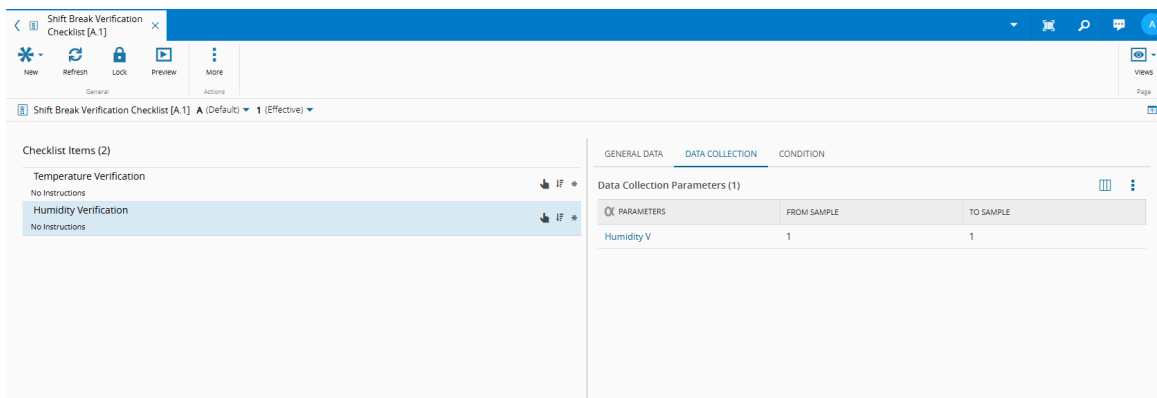 Shift Break Verification
Checklist [A.1]
A
New
Refresh
Lock
Preview
More
Views
General
Actions
Page
Shift Break Verification Checklist [A.1] A (Default) 1 (Effective)
Checklist Items (2)
Temperature Verification
No Instructions
Humidity Verification
No Instructions
GENERAL DATA DATA COLLECTION CONDITION
Data Collection Parameters (1)
PARAMETERS FROM SAMPLE TO SAMPLE
Humidity V 1 1